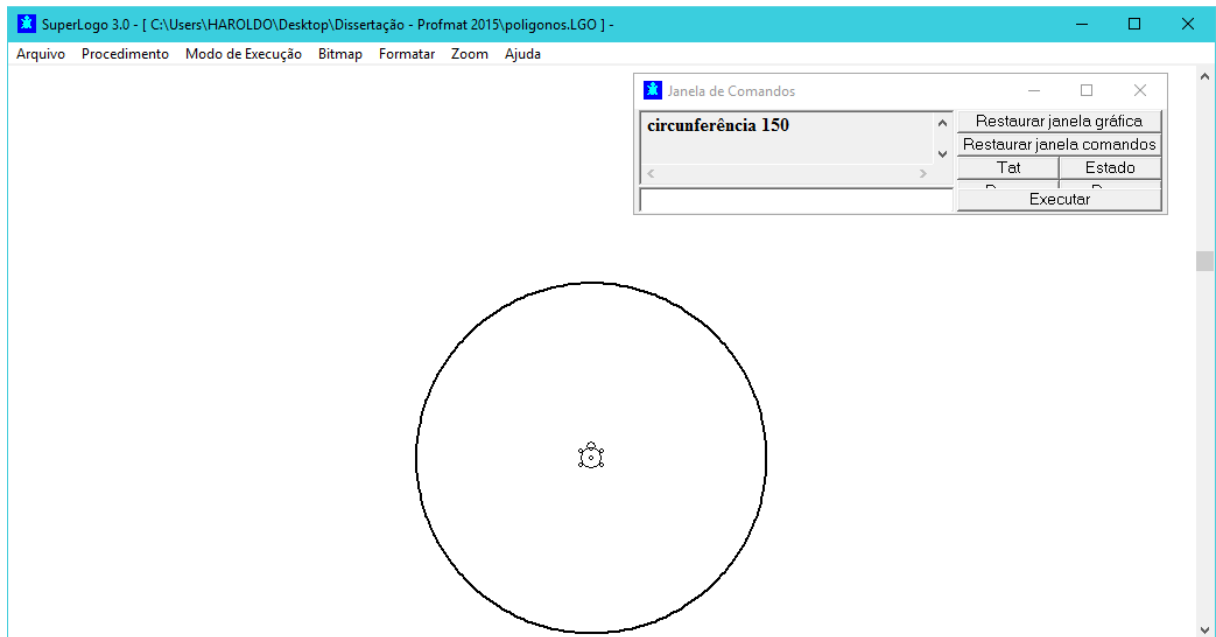 SuperLogo 3.0 - [ C:\Users\HAROLDO\Desktop\Dissertação - Profmat 2015\poligonos.LGO ] -
Arquivo Procedimento Modo de Execução Bitmap Formatar Zoom Ajuda
Janela de Comandos
circunferência 150
Restaurar janela gráfica
Restaurar janela comandos
Tat Estado
Executar